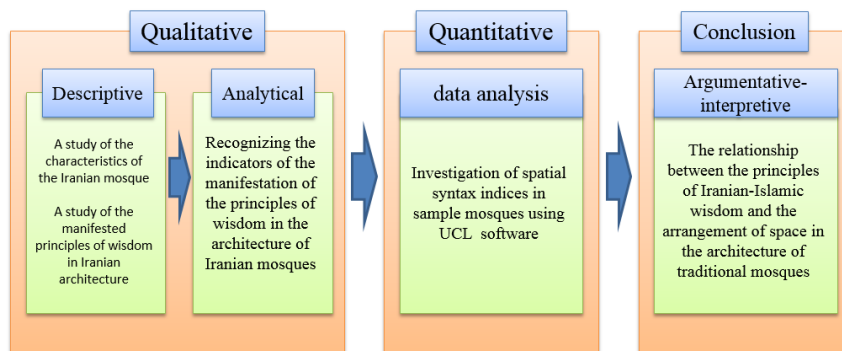 Qualitative
Descriptive
A study of the
characteristics of
the Iranian mosque
A study of the
manifested
principles of wisdom
in Iranian
architecture
Analytical
Recognizing the
indicators of the
manifestation of
the principles of
wisdom in the
architecture of
Iranian mosques
Quantitative
data analysis
Investigation of spatial
syntax indices in
sample mosques using
UCL software
Conclusion
Argumentative-
interpretive
The relationship
between the principles
of Iranian-Islamic
wisdom and the
arrangement of space in
the architecture of
traditional mosques